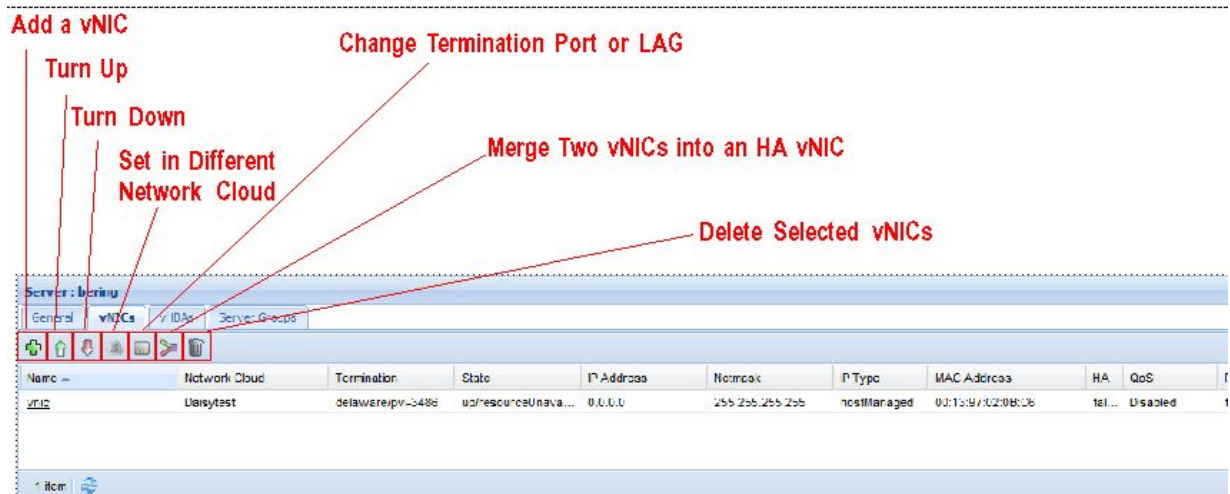 Add a vNIC
Change Termination Port or LAG
Turn Up
Turn Down
Merge Two vNICs into an HA vNIC
Set in Different
Network Cloud
Delete Selected vNICs
Server : bering
General vNICs vHBAs Server Groups
Name Network Cloud Termination State IP Address Netmask IP Type MAC Address HA QoS
vnic Daisytest up/resourceUnava... 0.0.0.0 255.255.255.255 hostManaged fal... Disabled
1 item